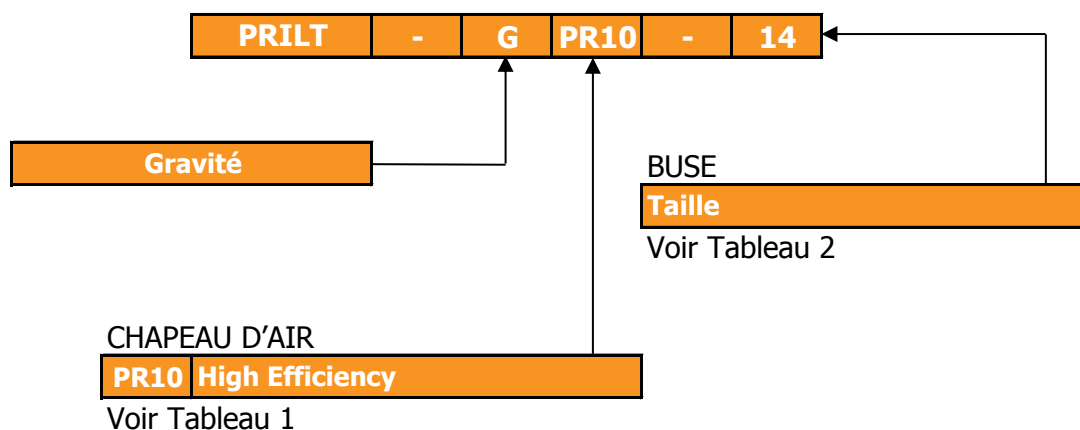 PRILT - G PR10 - 14
Gravité
BUSE
Taille
Voir Tableau 2
CHAPEAU D’AIR
PR10 High Efficiency
Voir Tableau 1